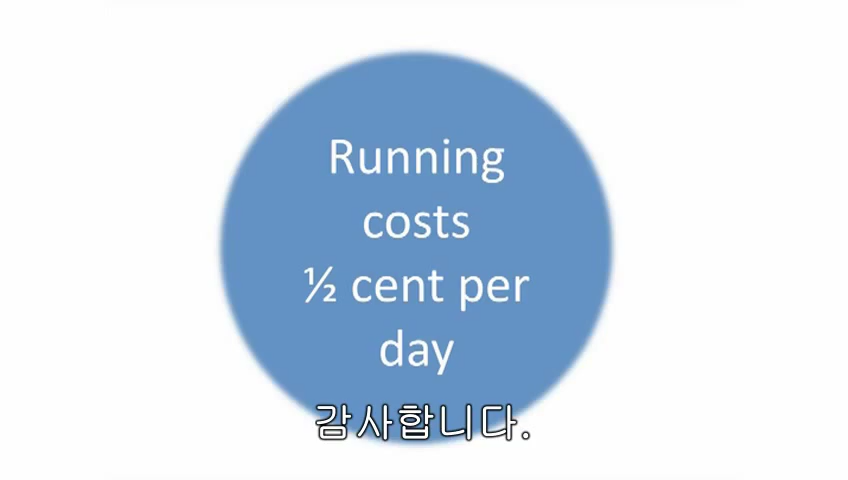 Running
costs
½ cent per
day
감사합니다.